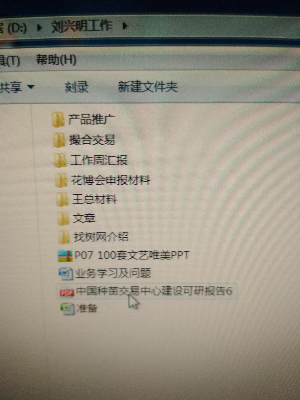 居 (D:) ▸ 刘兴明工作 ▸
具(T) 帮助(H)
共享 刻录 新建文件夹
产品推广
撮合交易
工作周汇报
花博会申报材料
王总材料
文章
找树网介绍
P07 100套文艺唯美PPT
业务学习及问题
中国种苗交易中心建设可研报告6
准备